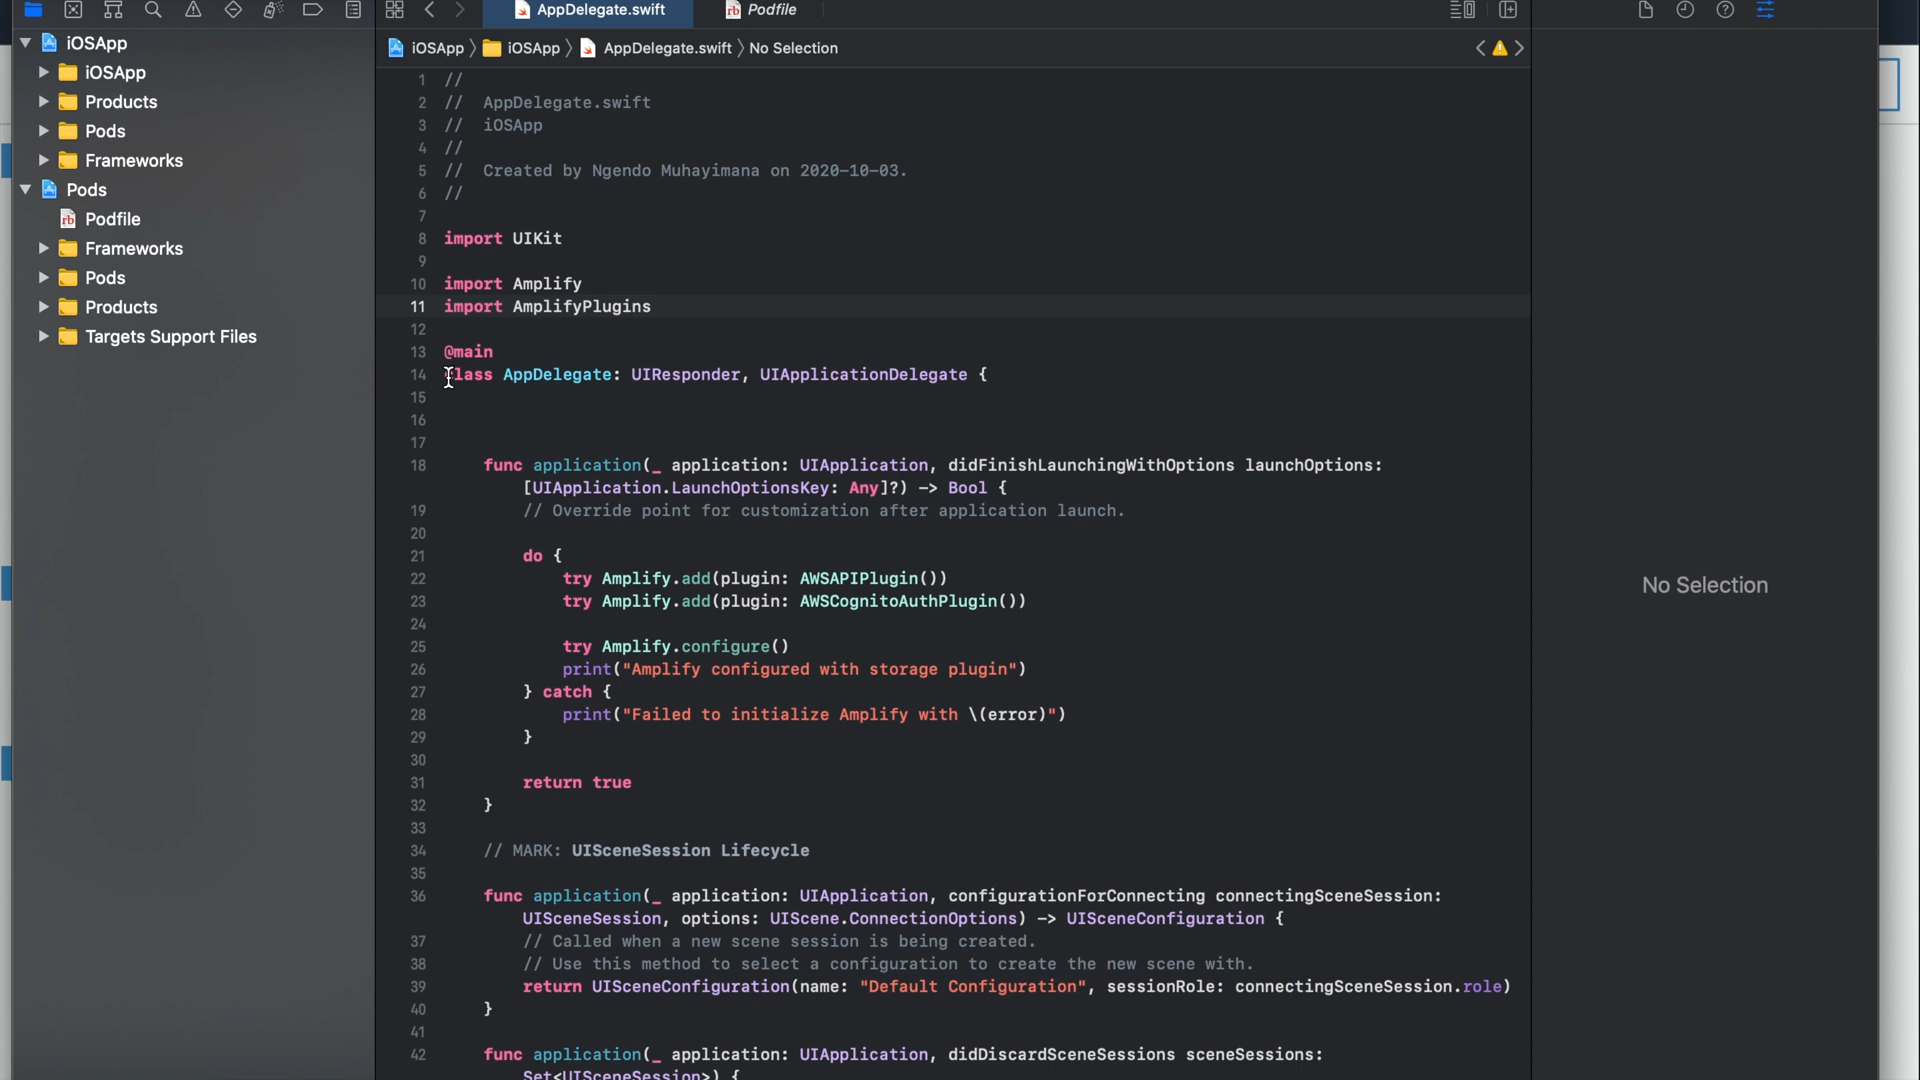 AppDelegate.swift
Podfile
iOSApp
iOSApp
Products
Pods
Frameworks
Pods
Podfile
Frameworks
Pods
Products
Targets Support Files
iOSApp
iOSApp
AppDelegate.swift
No Selection
1 //
2 // AppDelegate.swift
3 // iOSApp
4 //
5 // Created by Ngendo Muhayimana on 2020-10-03.
6 //
7
8 import UIKit
9
10 import Amplify
11 import AmplifyPlugins
12
13 @main
14 class AppDelegate: UIResponder, UIApplicationDelegate {
15
16
17
18 func application(_ application: UIApplication, didFinishLaunchingWithOptions launchOptions:
[UIApplication.LaunchOptionsKey: Any]?) -> Bool {
19 // Override point for customization after application launch.
20
21 do {
22 try Amplify.add(plugin: AWSAPIPlugin())
23 try Amplify.add(plugin: AWSCognitoAuthPlugin())
24
25 try Amplify.configure()
26 print("Amplify configured with storage plugin")
27 } catch {
28 print("Failed to initialize Amplify with \(error)")
29 }
30
31 return true
32 }
33
34 // MARK: UISceneSession Lifecycle
35
36 func application(_ application: UIApplication, configurationForConnecting connectingSceneSession:
UISceneSession, options: UIScene.ConnectionOptions) -> UISceneConfiguration {
37 // Called when a new scene session is being created.
38 // Use this method to select a configuration to create the new scene with.
39 return UISceneConfiguration(name: "Default Configuration", sessionRole: connectingSceneSession.role)
40 }
41
42 func application(_ application: UIApplication, didDiscardSceneSessions sceneSessions:
Set<UISceneSession>) {
No Selection